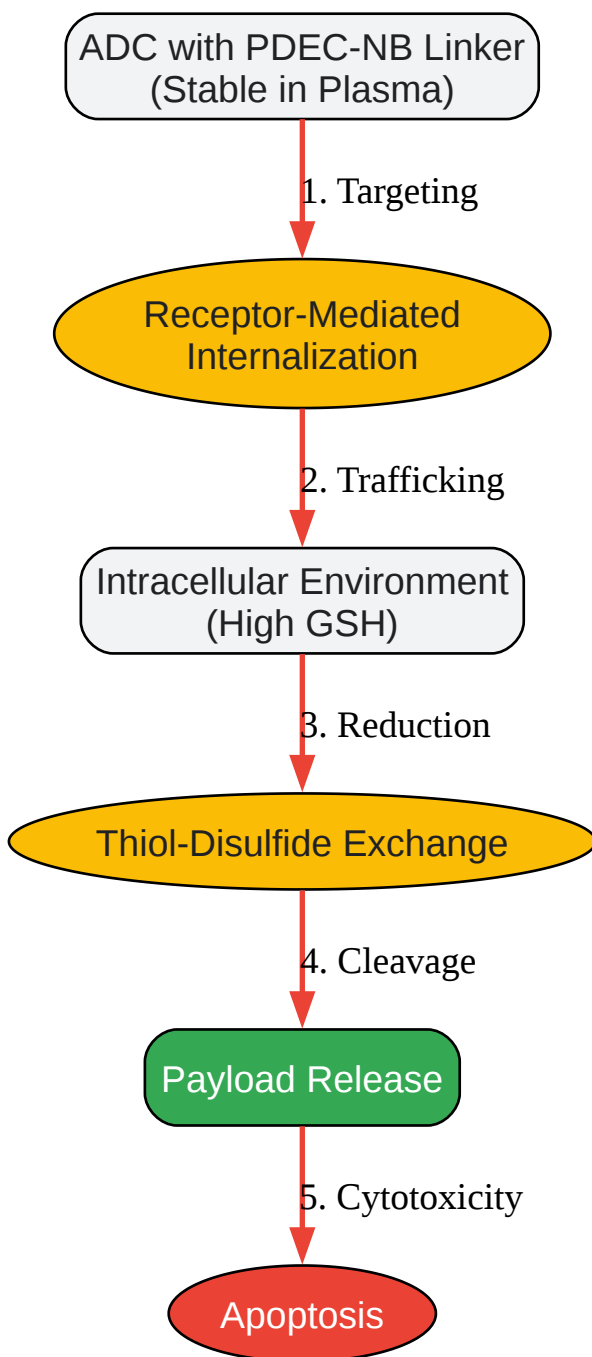 ADC with PDEC-NB Linker
(Stable in Plasma)
1. Targeting
Receptor-Mediated
Internalization
2. Trafficking
Intracellular Environment
(High GSH)
3. Reduction
Thiol-Disulfide Exchange
4. Cleavage
Payload Release
5. Cytotoxicity
Apoptosis